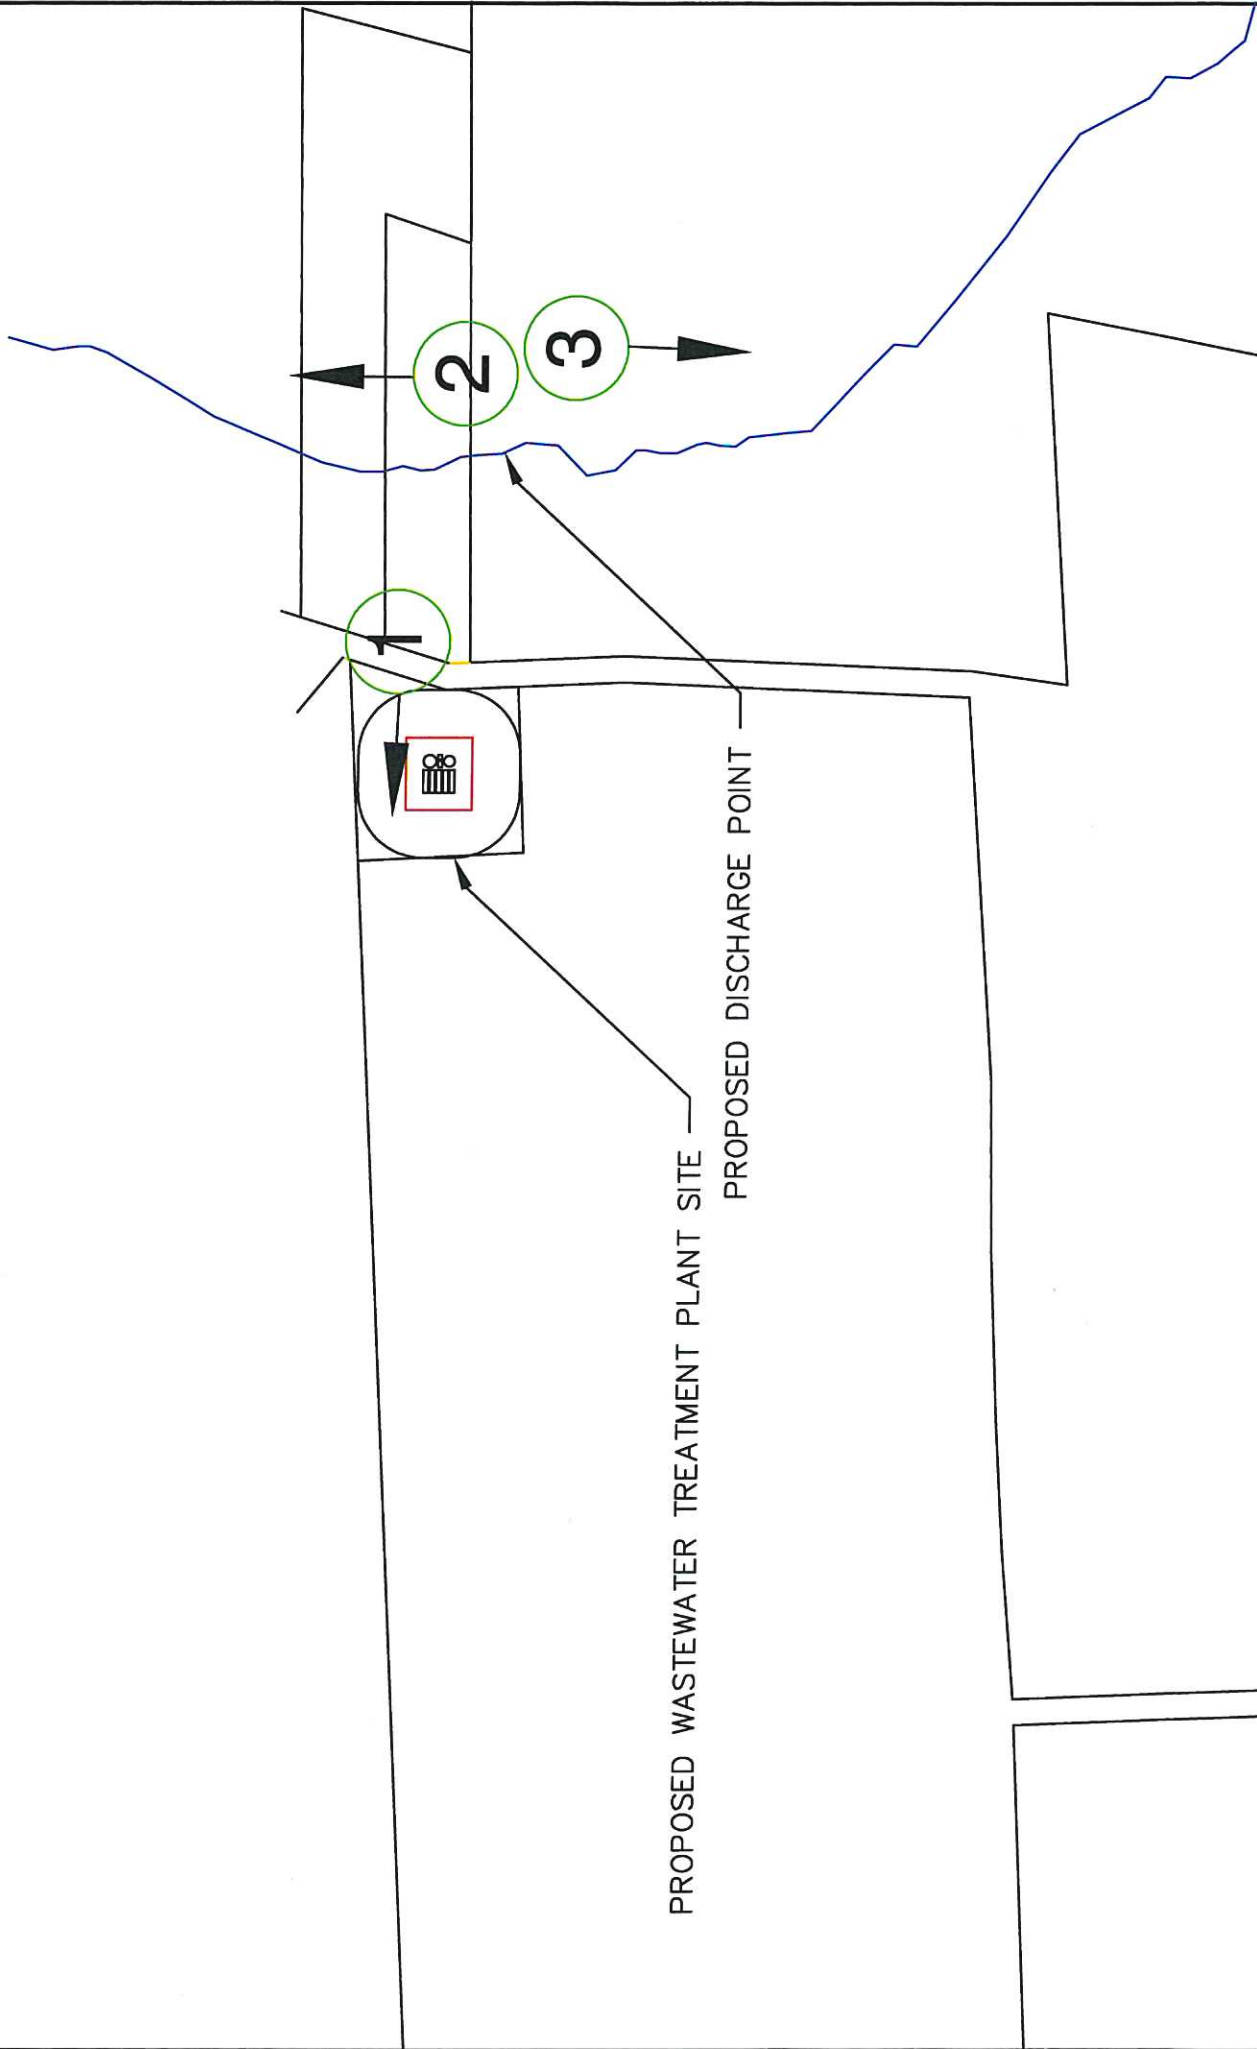 1
2
3
PROPOSED WASTEWATER TREATMENT PLANT SITE
PROPOSED DISCHARGE POINT